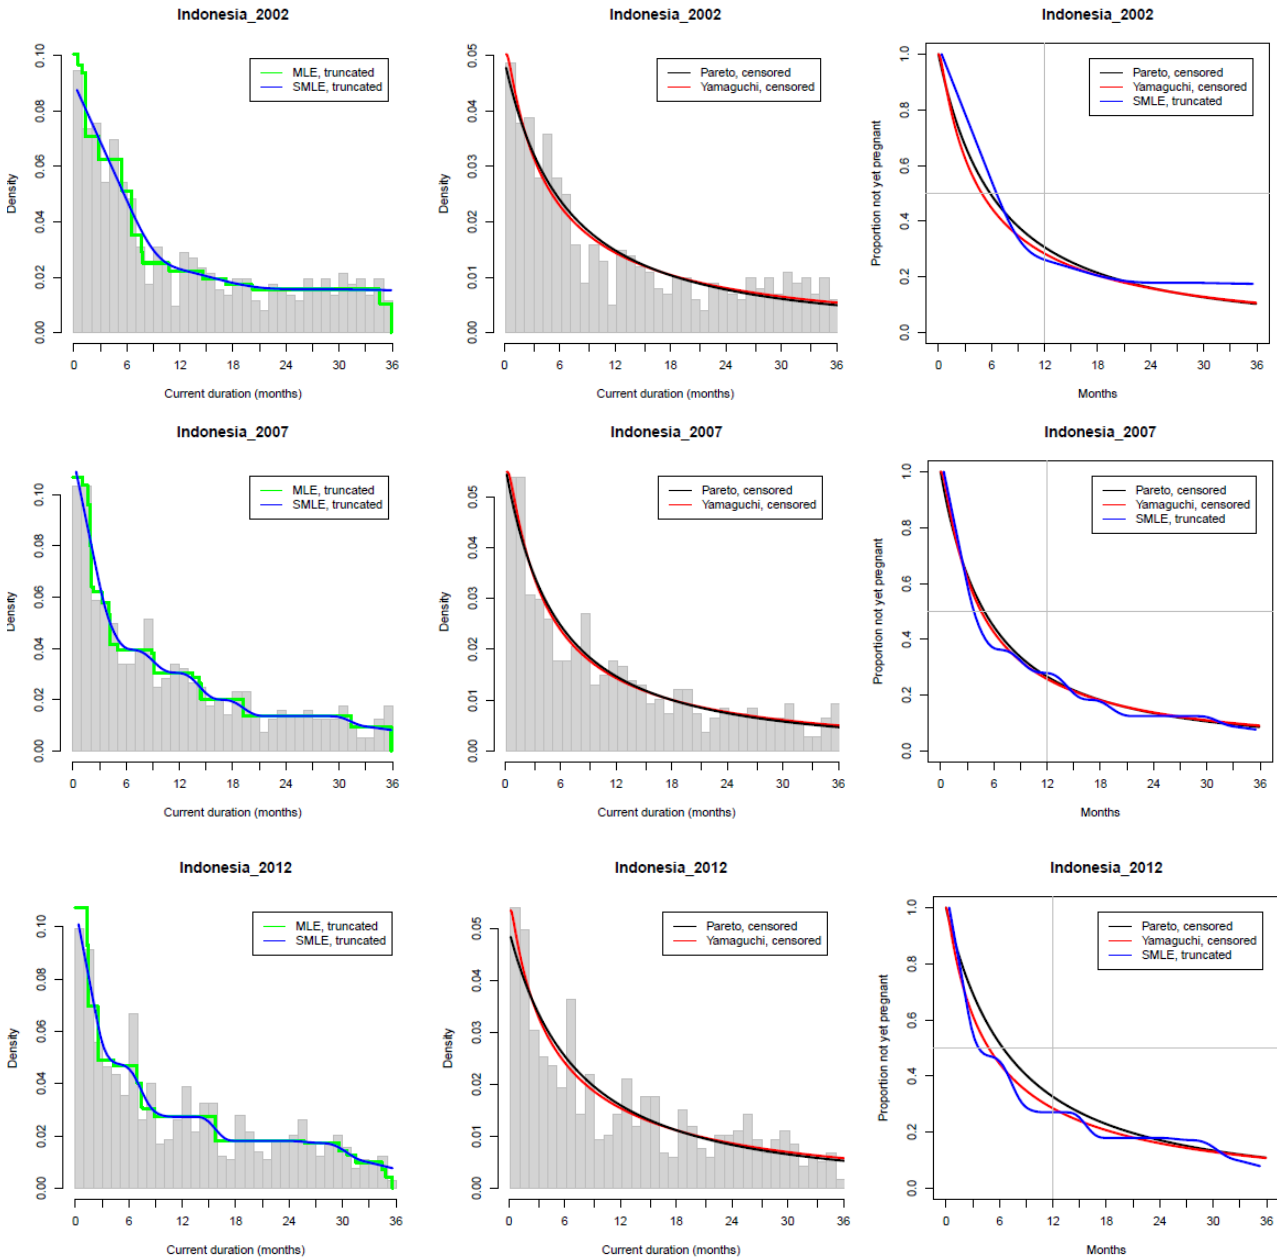 Indonesia_2002
Indonesia_2002
Indonesia_2002
Density
0.00 0.02 0.04 0.06 0.08 0.10
MLE, truncated
SMLE, truncated
0 6 12 18 24 30 36
Current duration (months)
Density
0.00 0.01 0.02 0.03 0.04 0.05
Pareto, censored
Yamaguchi, censored
0 6 12 18 24 30 36
Current duration (months)
Proportion not yet pregnant
0.0 0.2 0.4 0.6 0.8 1.0
Pareto, censored
Yamaguchi, censored
SMLE, truncated
0 6 12 18 24 30 36
Months
Indonesia_2007
Indonesia_2007
Indonesia_2007
Density
0.00 0.02 0.04 0.06 0.08 0.10
MLE, truncated
SMLE, truncated
0 6 12 18 24 30 36
Current duration (months)
Density
0.00 0.01 0.02 0.03 0.04 0.05
Pareto, censored
Yamaguchi, censored
0 6 12 18 24 30 36
Current duration (months)
Proportion not yet pregnant
0.0 0.2 0.4 0.6 0.8 1.0
Pareto, censored
Yamaguchi, censored
SMLE, truncated
0 6 12 18 24 30 36
Months
Indonesia_2012
Indonesia_2012
Indonesia_2012
Density
0.00 0.02 0.04 0.06 0.08 0.10
MLE, truncated
SMLE, truncated
0 6 12 18 24 30 36
Current duration (months)
Density
0.00 0.01 0.02 0.03 0.04 0.05
Pareto, censored
Yamaguchi, censored
0 6 12 18 24 30 36
Current duration (months)
Proportion not yet pregnant
0.0 0.2 0.4 0.6 0.8 1.0
Pareto, censored
Yamaguchi, censored
SMLE, truncated
0 6 12 18 24 30 36
Months